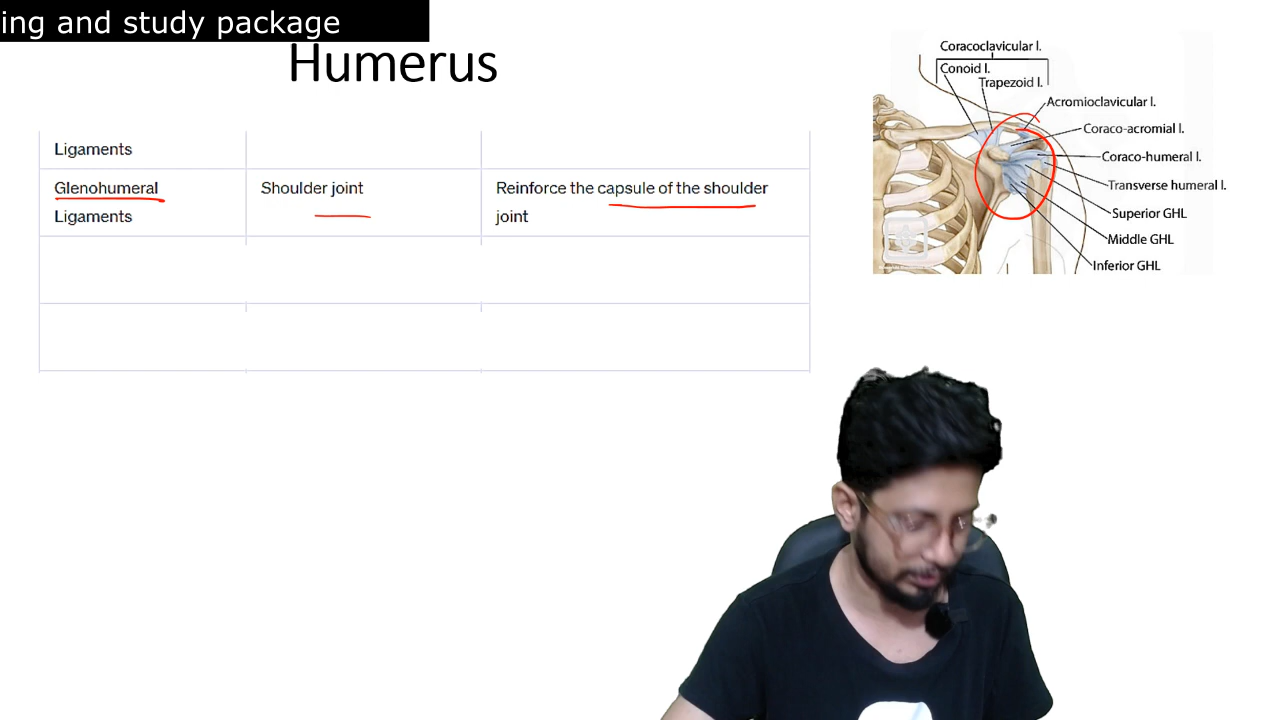 ing and study package
Humerus
Ligaments
Glenohumeral
Ligaments
Shoulder joint
Reinforce the capsule of the shoulder
joint
Coracoclavicular l.
Conoid l.
Trapezoid l.
Acromioclavicular l.
Coraco-acromial l.
Coraco-humeral l.
Transverse humeral l.
Superior GHL
Middle GHL
Inferior GHL